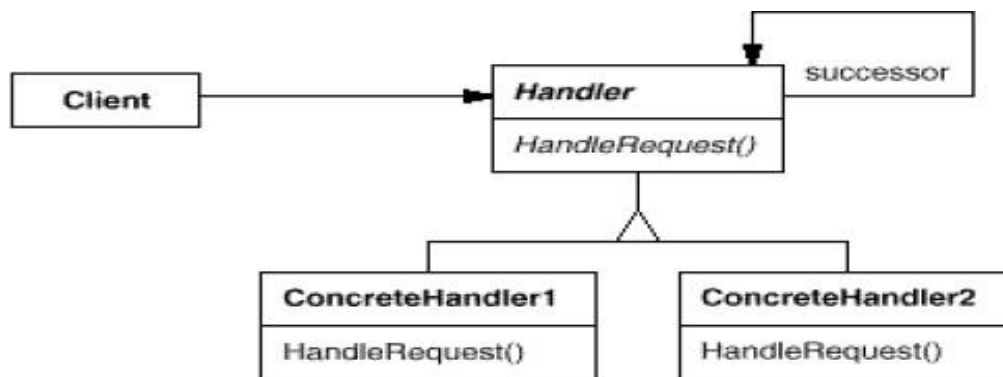 successor
Client
Handler
HandleRequest()
ConcreteHandler1
ConcreteHandler2
HandleRequest()
HandleRequest()